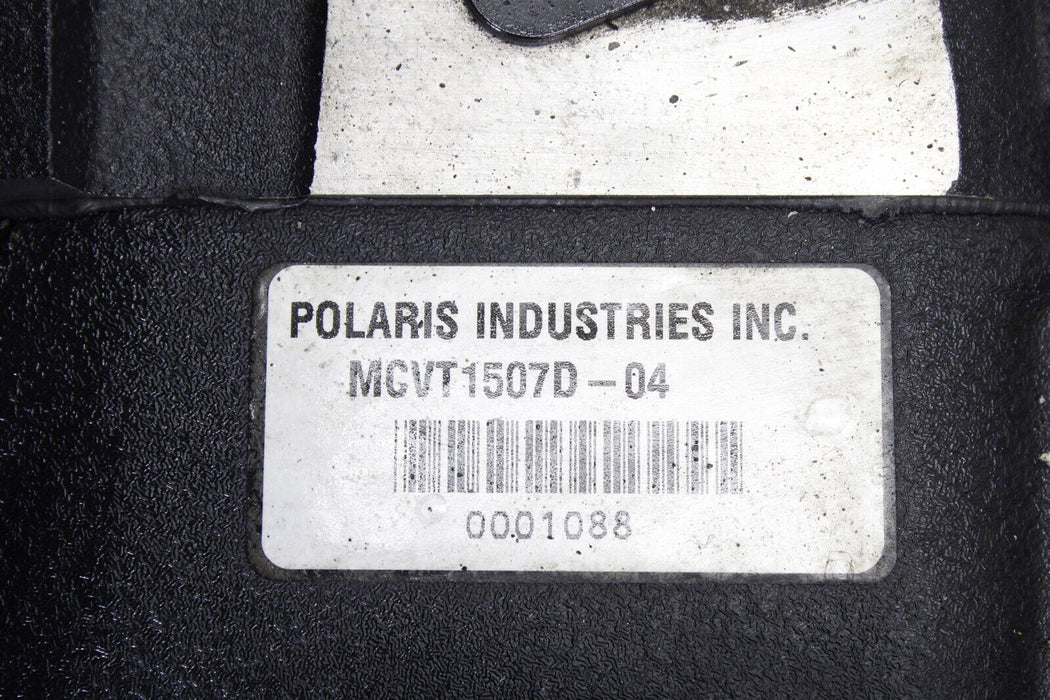 POLARIS INDUSTRIES INC.
MCVT1507D-04
0001088